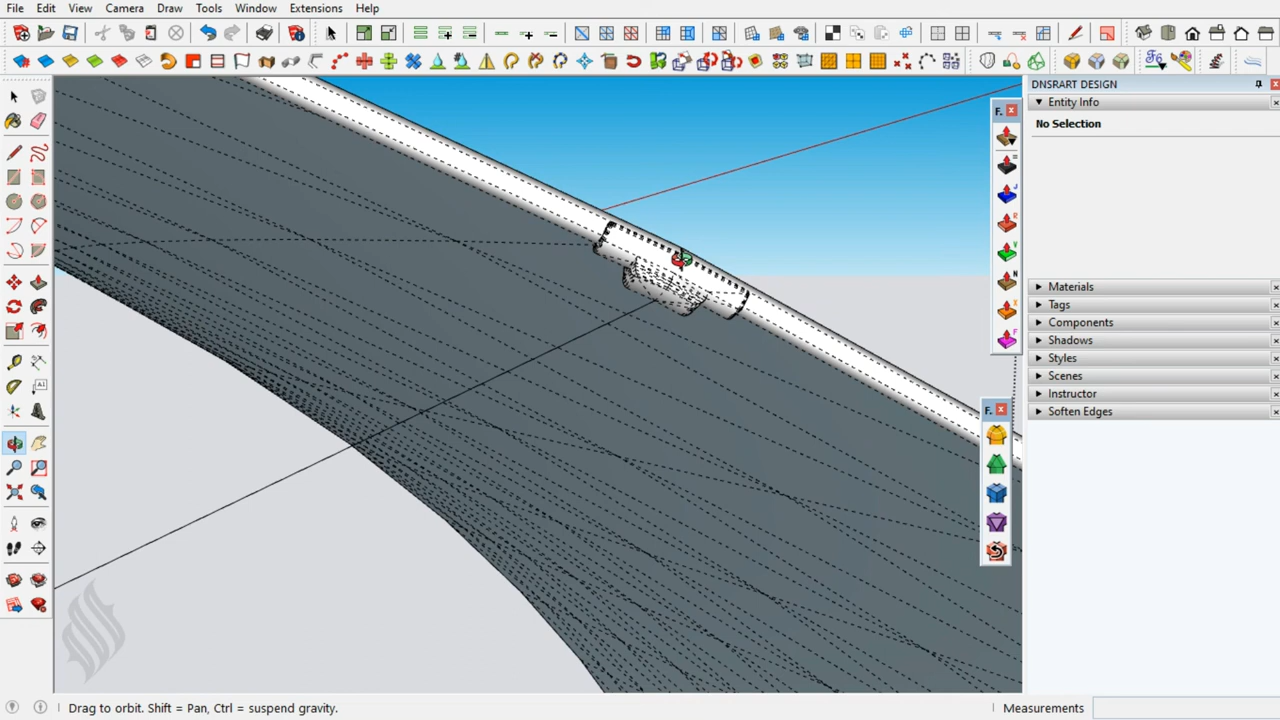 File Edit View Camera Draw Tools Window Extensions Help
DNSRART DESIGN
Entity Info
No Selection
F.
J
R
V
N
X
F
Materials
Tags
Components
Shadows
Styles
Scenes
Instructor
Soften Edges
F.
A1
Drag to orbit. Shift = Pan, Ctrl = suspend gravity.
Measurements